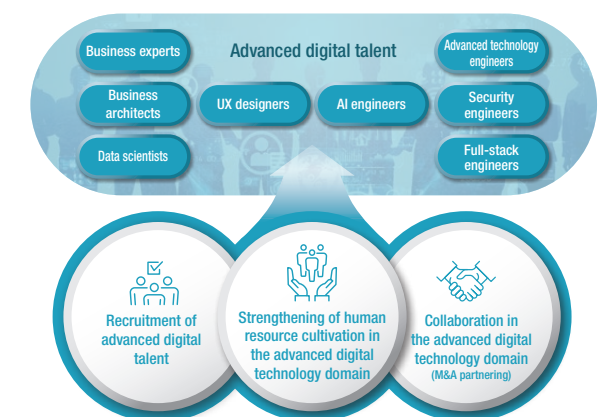 Business experts
Advanced digital talent
Advanced technology
engineers
Business
architects
UX designers
AI engineers
Security
engineers
Data scientists
Full-stack
engineers
Recruitment of
advanced digital
talent
Strengthening of human
resource cultivation in
the advanced digital
technology domain
Collaboration in
the advanced digital
technology domain
(M&A partnering)